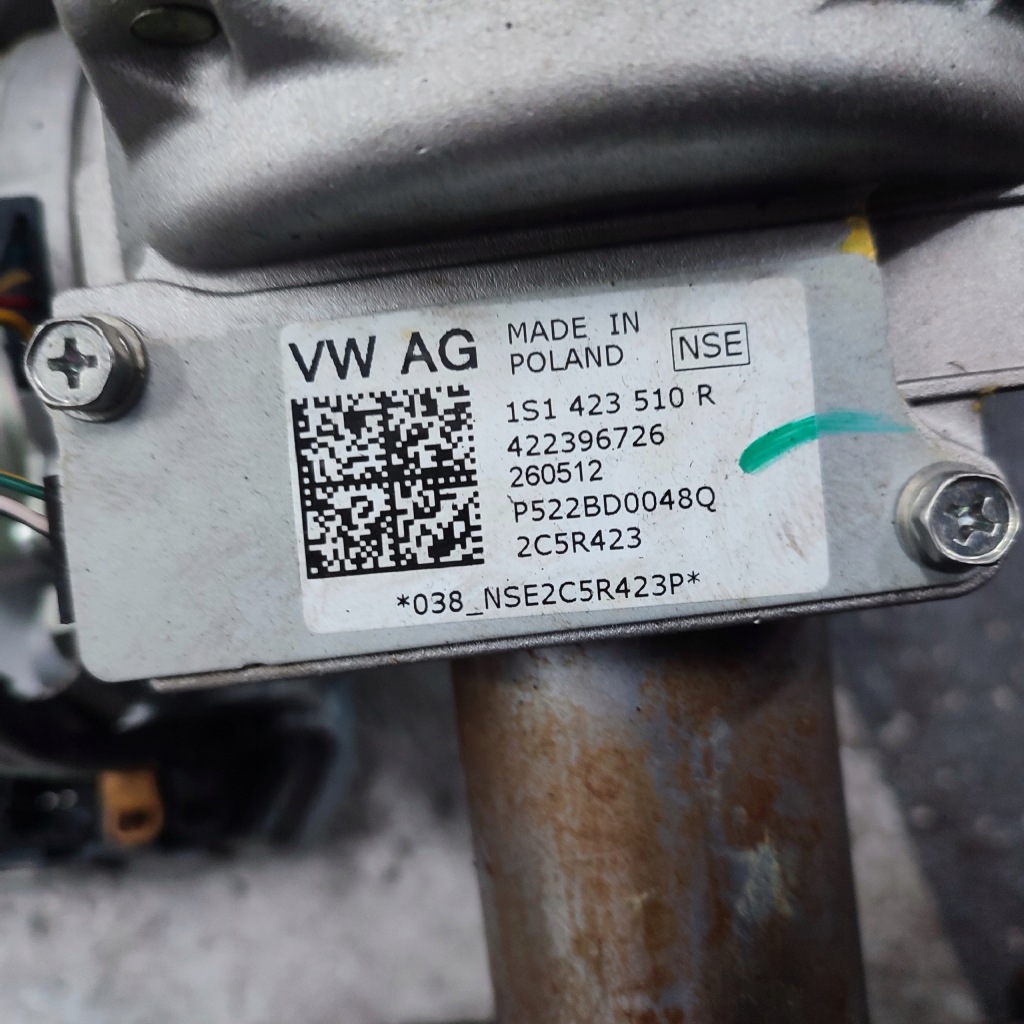 VW AG
MADE IN
POLAND
NSE
1S1 423 510 R
422396726
260512
P522BD0048Q
2C5R423
*038_NSE2C5R423P*